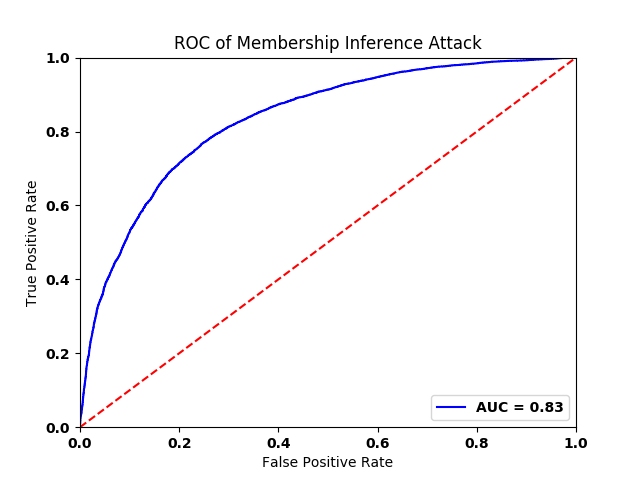 ROC of Membership Inference Attack
1.0
0.8
0.6
0.4
0.2
0.0
True Positive Rate
AUC = 0.83
0.0 0.2 0.4 0.6 0.8 1.0
False Positive Rate